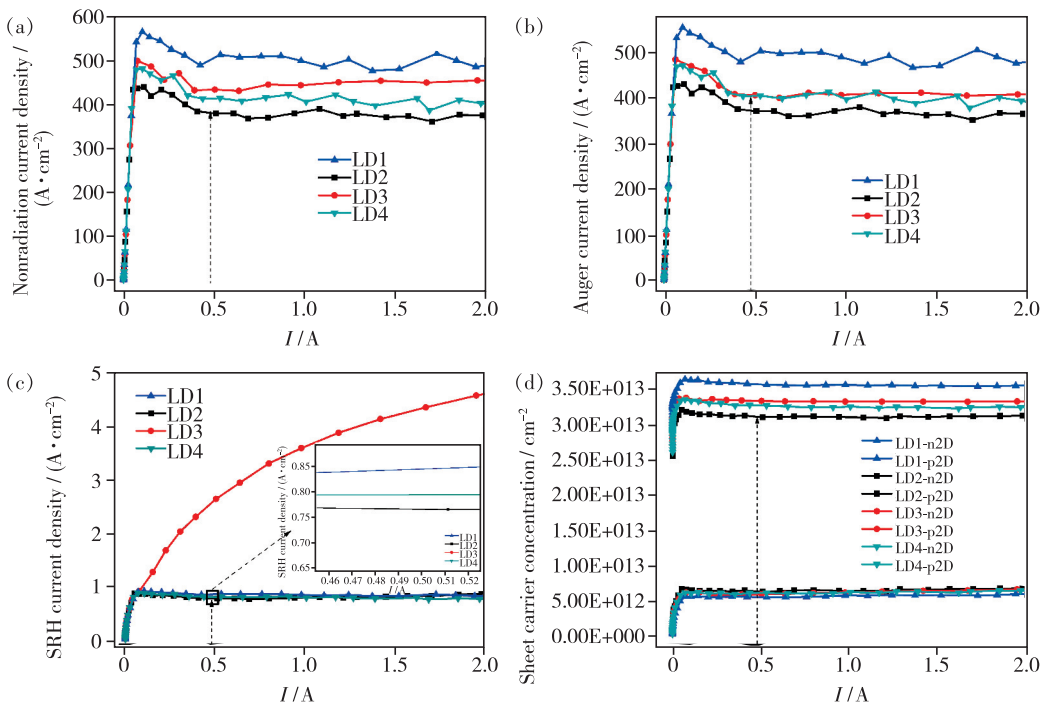 (a)
Nonradiation current density /
(A·cm⁻²)
600
500
400
300
200
100
0
0
0.5
1.0
1.5
2.0
I / A
LD1
LD2
LD3
LD4
(b)
Auger current density / (A·cm⁻²)
500
400
300
200
100
0
0
0.5
1.0
1.5
2.0
I / A
LD1
LD2
LD3
LD4
(c)
SRH current density / (A·cm⁻²)
5
4
3
2
1
0
0
0.5
1.0
1.5
2.0
I / A
LD1
LD2
LD3
LD4
SRH current density / (A·cm⁻²)
0.85
0.80
0.75
0.70
0.65
0.46
0.47
0.48
0.49
0.50
0.51
0.52
I / A
LD1
LD2
LD3
LD4
(d)
Sheet carrier concentration / cm⁻²
3.50E+013
3.00E+013
2.50E+013
2.00E+013
1.50E+013
1.00E+013
5.00E+012
0.00E+000
0
0.5
1.0
1.5
2.0
I / A
LD1-n2D
LD1-p2D
LD2-n2D
LD2-p2D
LD3-n2D
LD3-p2D
LD4-n2D
LD4-p2D